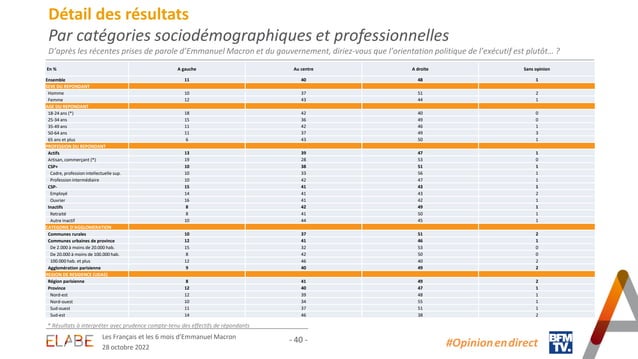 Détail des résultats
Par catégories sociodémographiques et professionnelles
D'après les récentes prises de parole d'Emmanuel Macron et du gouvernement, diriez-vous que l'orientation politique de l'exécutif est plutôt… ?
En % A gauche Au centre A droite Sans opinion
Ensemble 11 40 48 1
SEXE DU REPONDANT
Homme 10 37 51 2
Femme 12 43 44 1
AGE DU REPONDANT
18-24 ans (*) 18 42 40 0
25-34 ans 15 36 49 0
35-49 ans 11 42 46 1
50-64 ans 11 37 49 3
65 ans et plus 6 43 50 1
PROFESSION DU REPONDANT
Actifs 13 39 47 1
Artisan, commerçant (*) 19 28 53 0
CSP+ 10 38 51 1
Cadre, profession intellectuelle sup. 10 33 56 1
Profession intermédiaire 10 42 47 1
CSP- 15 41 43 1
Employé 14 41 43 2
Ouvrier 16 41 42 1
Inactifs 8 42 49 1
Retraité 8 41 50 1
Autre inactif 10 44 45 1
CATEGORIE D'AGGLOMERATION
Communes rurales 10 37 51 2
Communes urbaines de province 12 41 46 1
De 2.000 à moins de 20.000 hab. 15 32 53 0
De 20.000 à moins de 100.000 hab. 8 42 50 0
100.000 hab. et plus 12 46 40 2
Agglomération parisienne 9 40 49 2
REGION DE RESIDENCE (UDA5)
Région parisienne 8 41 49 2
Province 12 40 47 1
Nord-est 12 39 48 1
Nord-ouest 10 34 55 1
Sud-ouest 11 37 51 1
Sud-est 14 46 38 2
* Résultats à interpréter avec prudence compte-tenu des effectifs de répondants
ELABE
Les Français et les 6 mois d'Emmanuel Macron
28 octobre 2022
- 40 -
#Opinion en direct
BFM
TV.